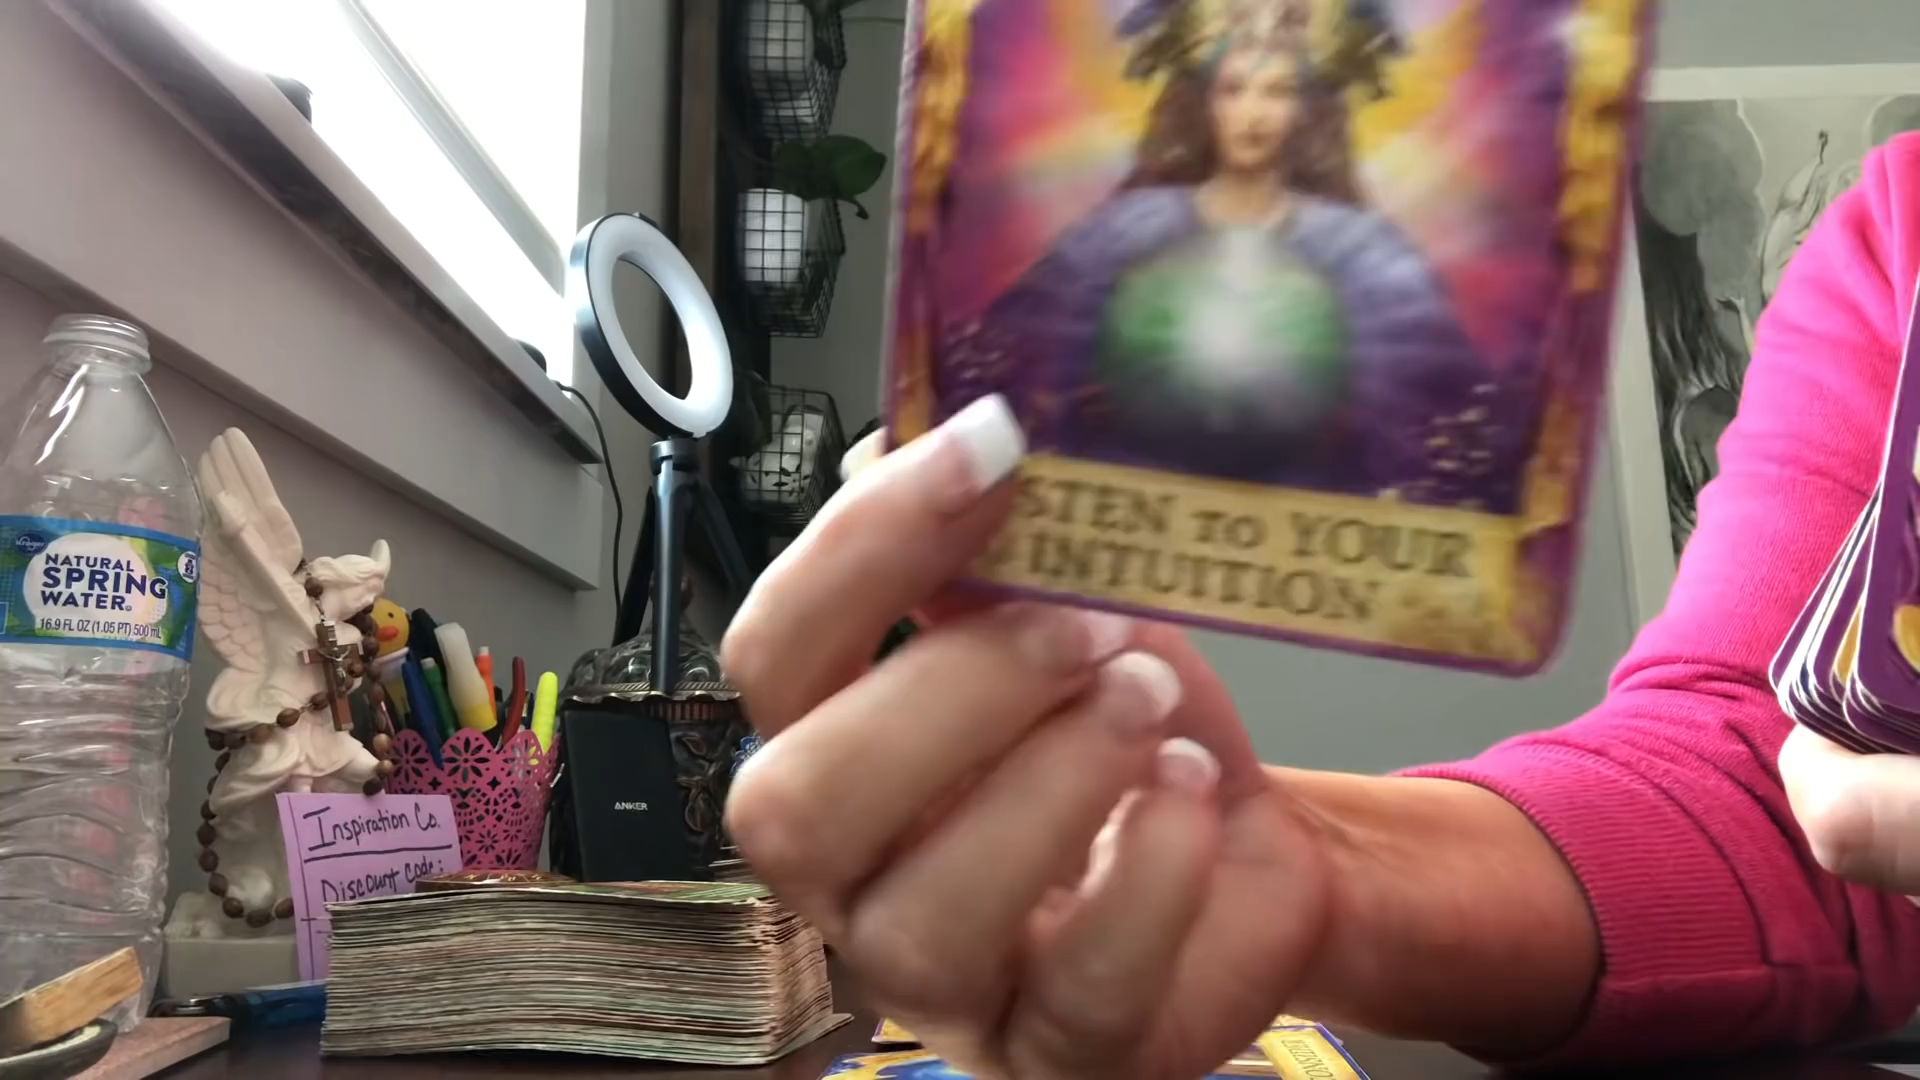 STEN TO YOUR
INTUITION
Kroger
NATURAL
SPRING
WATER
16.9 FL OZ (1.05 PT) 500 mL
ANKER
Inspiration Co.
Discount Code: